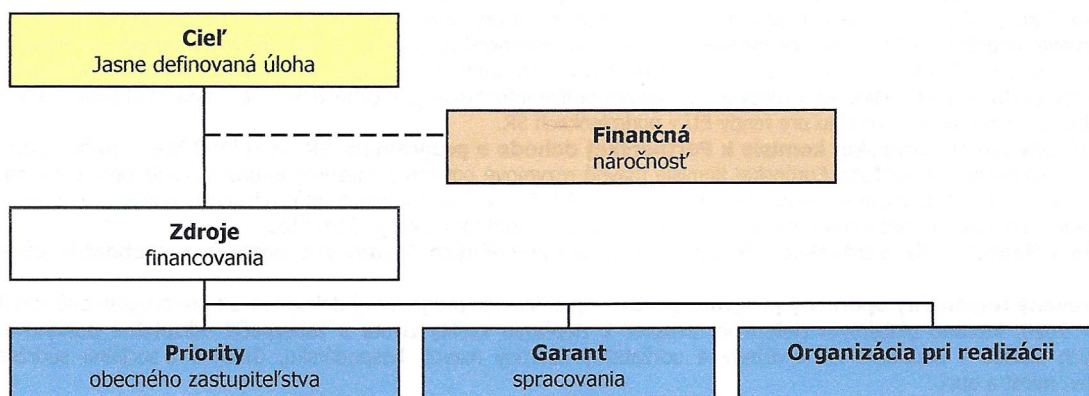 Cieľ
Jasne definovaná úloha
Finančná
náročnosť
Zdroje
financovania
Priority
obecného zastupiteľstva
Garant
spracovania
Organizácia pri realizácii